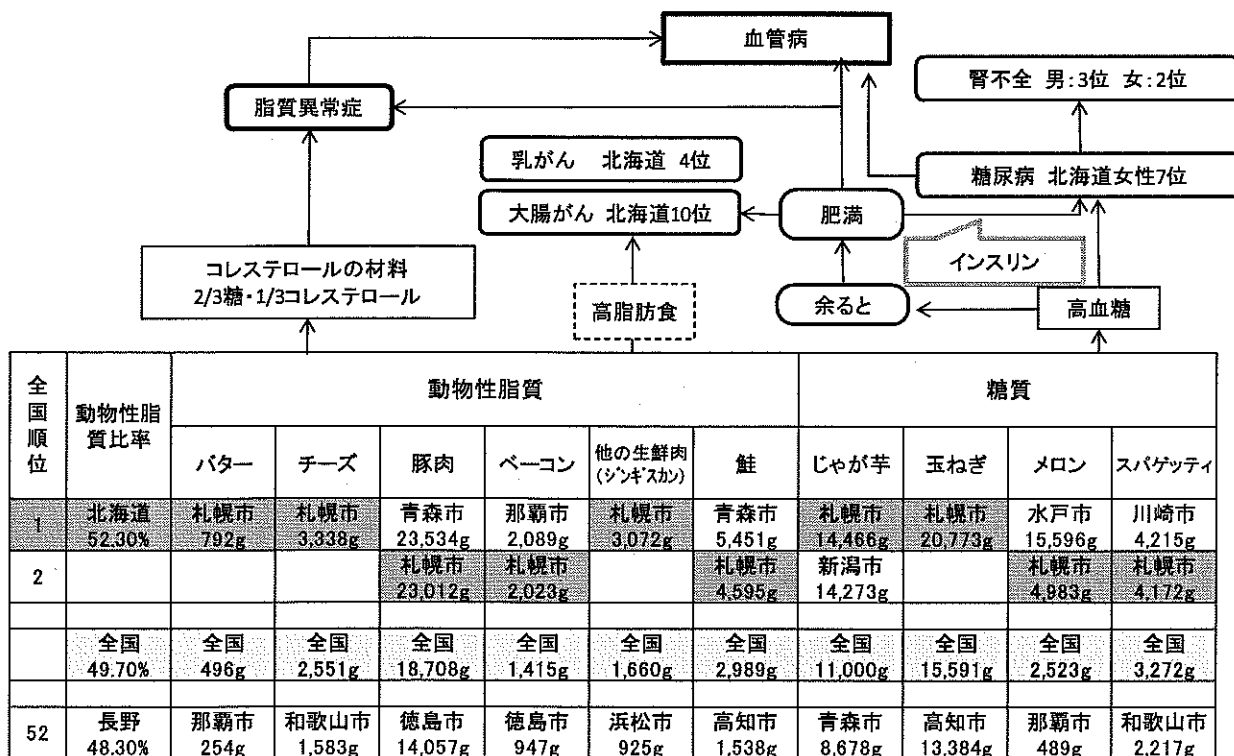 血管病
腎不全 男:3位 女:2位
脂質異常症
乳がん 北海道 4位
糖尿病 北海道女性7位
大腸がん 北海道10位
肥満
インスリン
コレステロールの材料
2/3糖・1/3コレステロール
高脂肪食
余ると
高血糖
全国順位 動物性脂質比率 動物性脂質 糖質
バター チーズ 豚肉 ベーコン 他の生鮮肉(ジンギスカン) 鮭 じゃが芋 玉ねぎ メロン スパゲッティ
1 北海道 札幌市 札幌市 青森市 那覇市 札幌市 青森市 札幌市 札幌市 水戸市 川崎市
52.30% 792g 3,338g 23,534g 2,089g 3,072g 5,451g 14,466g 20,773g 15,596g 4,215g
2 札幌市 札幌市 札幌市 新潟市 札幌市 札幌市
23,012g 2,023g 4,595g 14,273g 4,983g 4,172g
全国 全国 全国 全国 全国 全国 全国 全国 全国 全国 全国
49.70% 496g 2,551g 18,708g 1,415g 1,660g 2,989g 11,000g 15,591g 2,523g 3,272g
52 長野 那覇市 和歌山市 徳島市 徳島市 浜松市 高知市 青森市 高知市 那覇市 和歌山市
48.30% 254g 1,583g 14,057g 947g 925g 1,538g 8,678g 13,384g 489g 2,217g